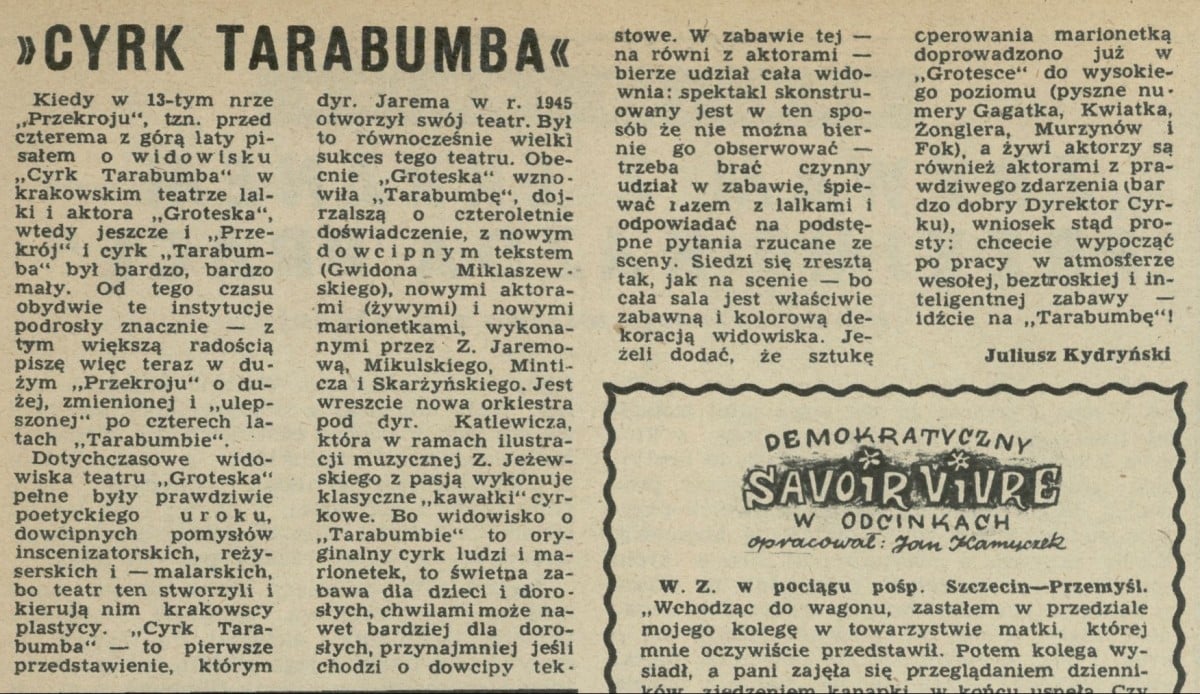 »CYRK TARABUMBA«
Kiedy w 13-tym nrze
„Przekroju“, tzn. przed
czterema z górą laty pi-
sałem o widowisku
„Cyrk Tarabumba“ w
krakowskim teatrze lal-
ki i aktora „Groteska“,
wtedy jeszcze i „Prze-
krój“ i cyrk „Tarabum-
ba“ był bardzo, bardzo
mały. Od tego czasu
obydwie te instytucje
podrosły znacznie — z
tym większą radością
piszę więc teraz w du-
żym „Przekroju“ o du-
żej, zmienionej i „ulep-
szonej“ po czterech la-
tach „Tarabumbie“.
Dotychczasowe wido-
wiska teatru „Groteska“
pełne były prawdziwie
poetyckiego uroku,
dowcipnych pomysłów
inscenizatorskich, reży-
serskich i — malarskich,
bo teatr ten stworzyli i
kierują nim krakowscy
plastycy. „Cyrk Tara-
bumba“ — to pierwsze
przedstawienie, którym
dyr. Jarema w r. 1945
otworzył swój teatr. Był
to równocześnie wielki
sukces tego teatru. Obe-
cnie „Groteska“ wzno-
wiła „Tarabumbę“, doj-
rzalszą o czteroletnie
doświadczenie, z nowym
dowcipnym tekstem
(Gwidona Miklaszew-
skiego), nowymi aktora-
mi (żywymi) i nowymi
marionetkami, wykona-
nymi przez Z. Jaremo-
wą, Mikulskiego, Minti-
cza i Skarżyńskiego. Jest
wreszcie nowa orkiestra
pod dyr. Katlewicza,
która w ramach ilustra-
cji muzycznej Z. Jeżew-
skiego z pasją wykonuje
klasyczne „kawałki“ cyr-
kowe. Bo widowisko o
„Tarabumbie“ to ory-
ginalny cyrk ludzi i ma-
rionetek, to świetna za-
bawa dla dzieci i doro-
słych, chwilami może na-
wet bardziej dla doro-
słych, przynajmniej jeśli
chodzi o dowcipy tek-
stowe. W zabawie tej —
na równi z aktorami —
bierze udział cała wido-
wnia: spektakl skonstru-
owany jest w ten spo-
sób że nie można bier-
nie go obserwować —
trzeba brać czynny
udział w zabawie, śpie-
wać razem z lalkami i
odpowiadać na podstę-
pne pytania rzucane ze
sceny. Siedzi się zresztą
tak, jak na scenie — bo
cała sala jest właściwie
zabawną i kolorową de-
koracją widowiska. Je-
żeli dodać, że sztukę
operowania marionetką
doprowadzono już w
„Grotesce“ do wysokie-
go poziomu (pyszne nu-
mery Gagatka, Kwiatka,
Żonglera, Murzynów i
Fok), a żywi aktorzy są
również aktorami z pra-
wdziwego zdarzenia (bar
dzo dobry Dyrektor Cyr-
ku), wniosek stąd pro-
sty: chcecie wypocząć
po pracy w atmosferze
wesołej, beztroskiej i in-
teligentnej zabawy —
idźcie na „Tarabumbę“!
Juliusz Kydryński
DEMOKRATYCZNY
SAVOIR VIVRE
W ODCINKACH
opracował: Jan Kamyczek
W. Z. w pociągu pośp. Szczecin—Przemyśl.
„Wchodząc do wagonu, zastałem w przedziale
mojego kolegę w towarzystwie matki, której
mnie oczywiście przedstawił. Potem kolega wy-
siadł, a pani zajęła się przeglądaniem dzienni-
ków, zjedzeniem kanapki, w końcu usnęła. Czy